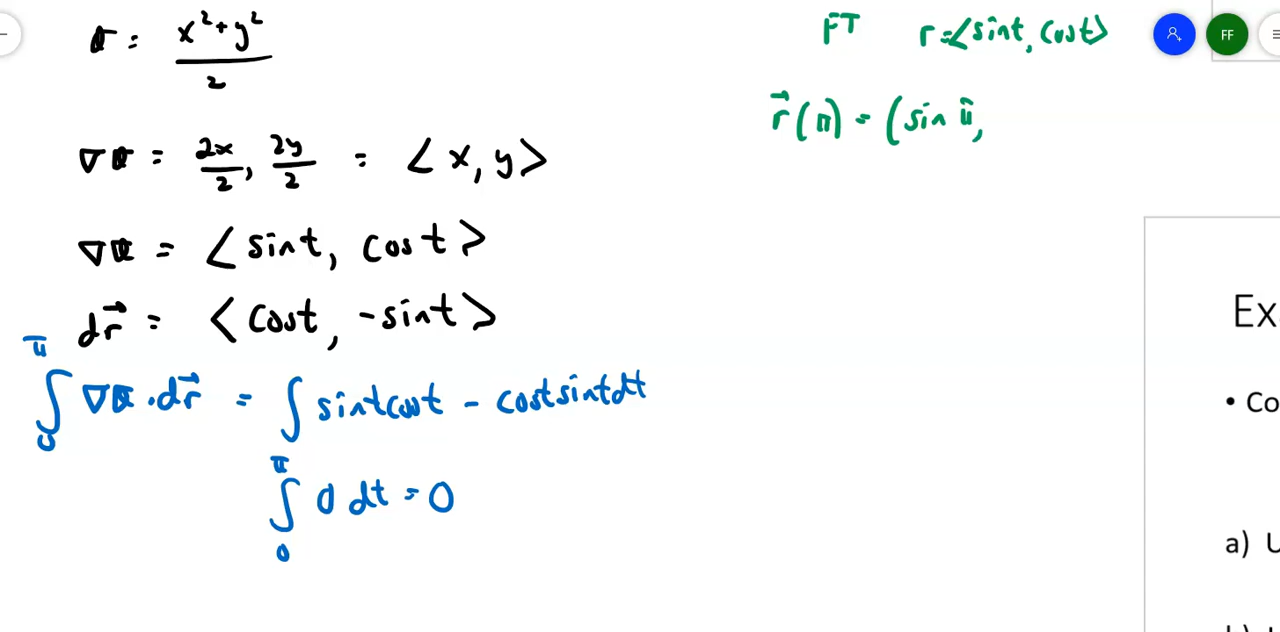 σ = x²+y² / 2
∇σ = 2x/2, 2y/2 = <x, y>
∇σ = <sint, cost>
dr⃗ = <cost, -sint>
∫₀^π ∇σ · dr⃗ = ∫ sintcost - costsintdt
∫₀^π 0 dt = 0
FT r=<sint, cost>
r⃗(π) = (sin π,
FF
Ex
• Co
a) U